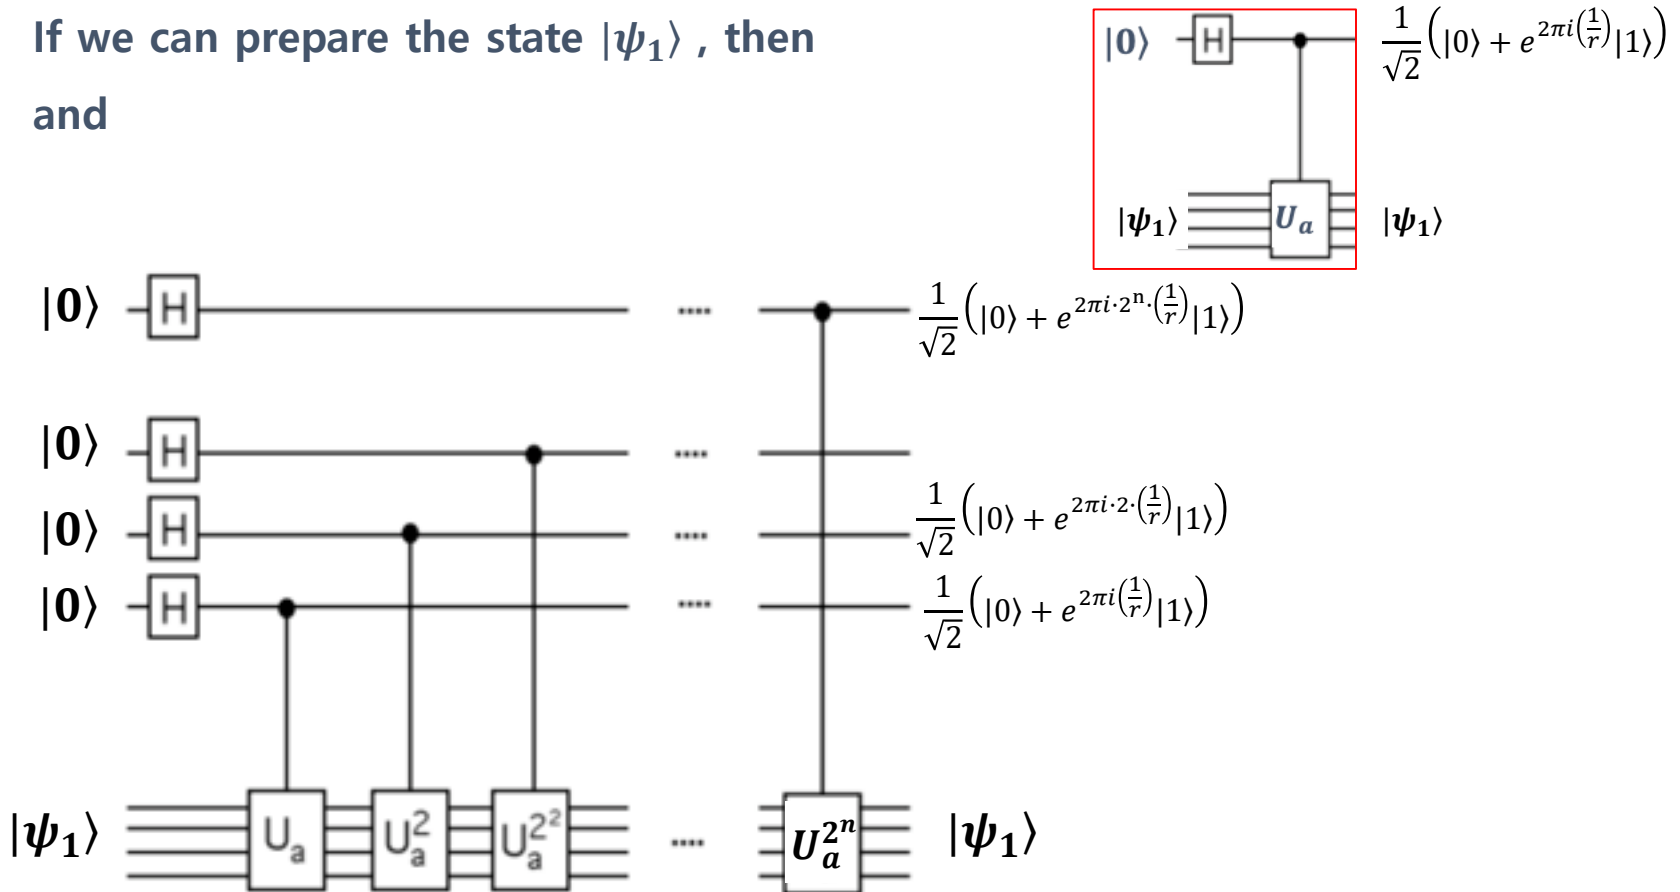 If we can prepare the state |ψ₁⟩ , then
and
|0⟩ H 1/√2 (|0⟩ + e^{2πi(1/r)}|1⟩)
|ψ₁⟩ U_a |ψ₁⟩
|0⟩ H .... 1/√2 (|0⟩ + e^{2πi·2^n·(1/r)}|1⟩)
|0⟩ H ....
|0⟩ H .... 1/√2 (|0⟩ + e^{2πi·2·(1/r)}|1⟩)
|0⟩ H .... 1/√2 (|0⟩ + e^{2πi(1/r)}|1⟩)
|ψ₁⟩ U_a U_a^2 U_a^{2^2} .... U_a^{2^n} |ψ₁⟩